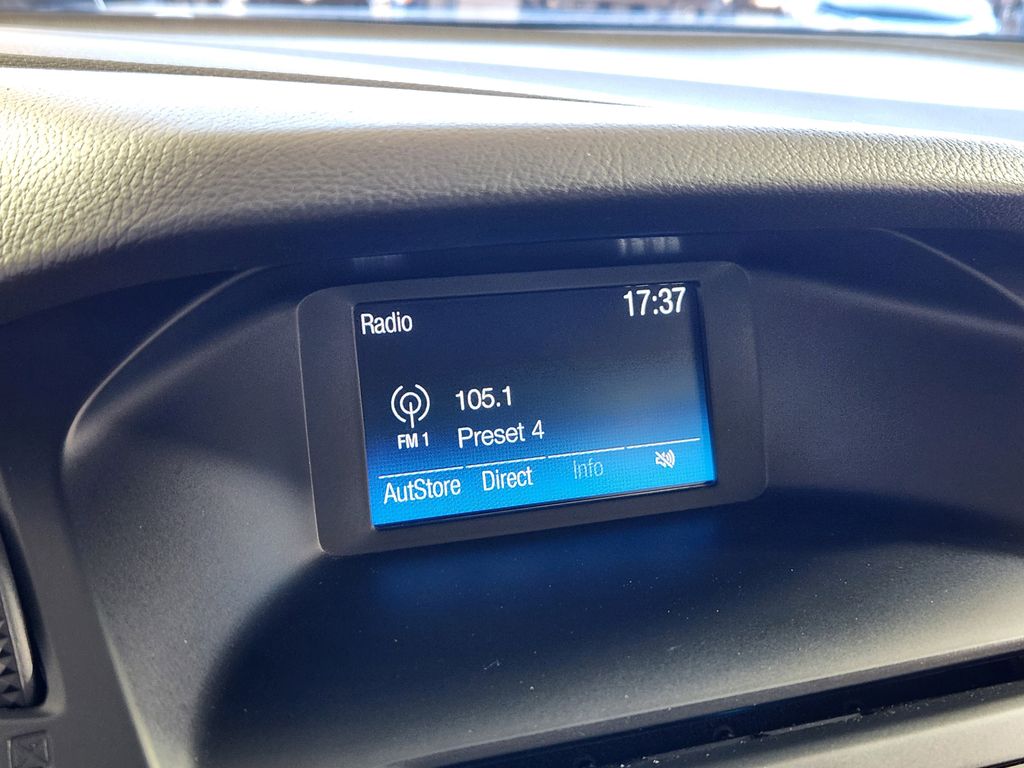 Radio 17:37
105.1
FM 1 Preset 4
AutStore Direct Info